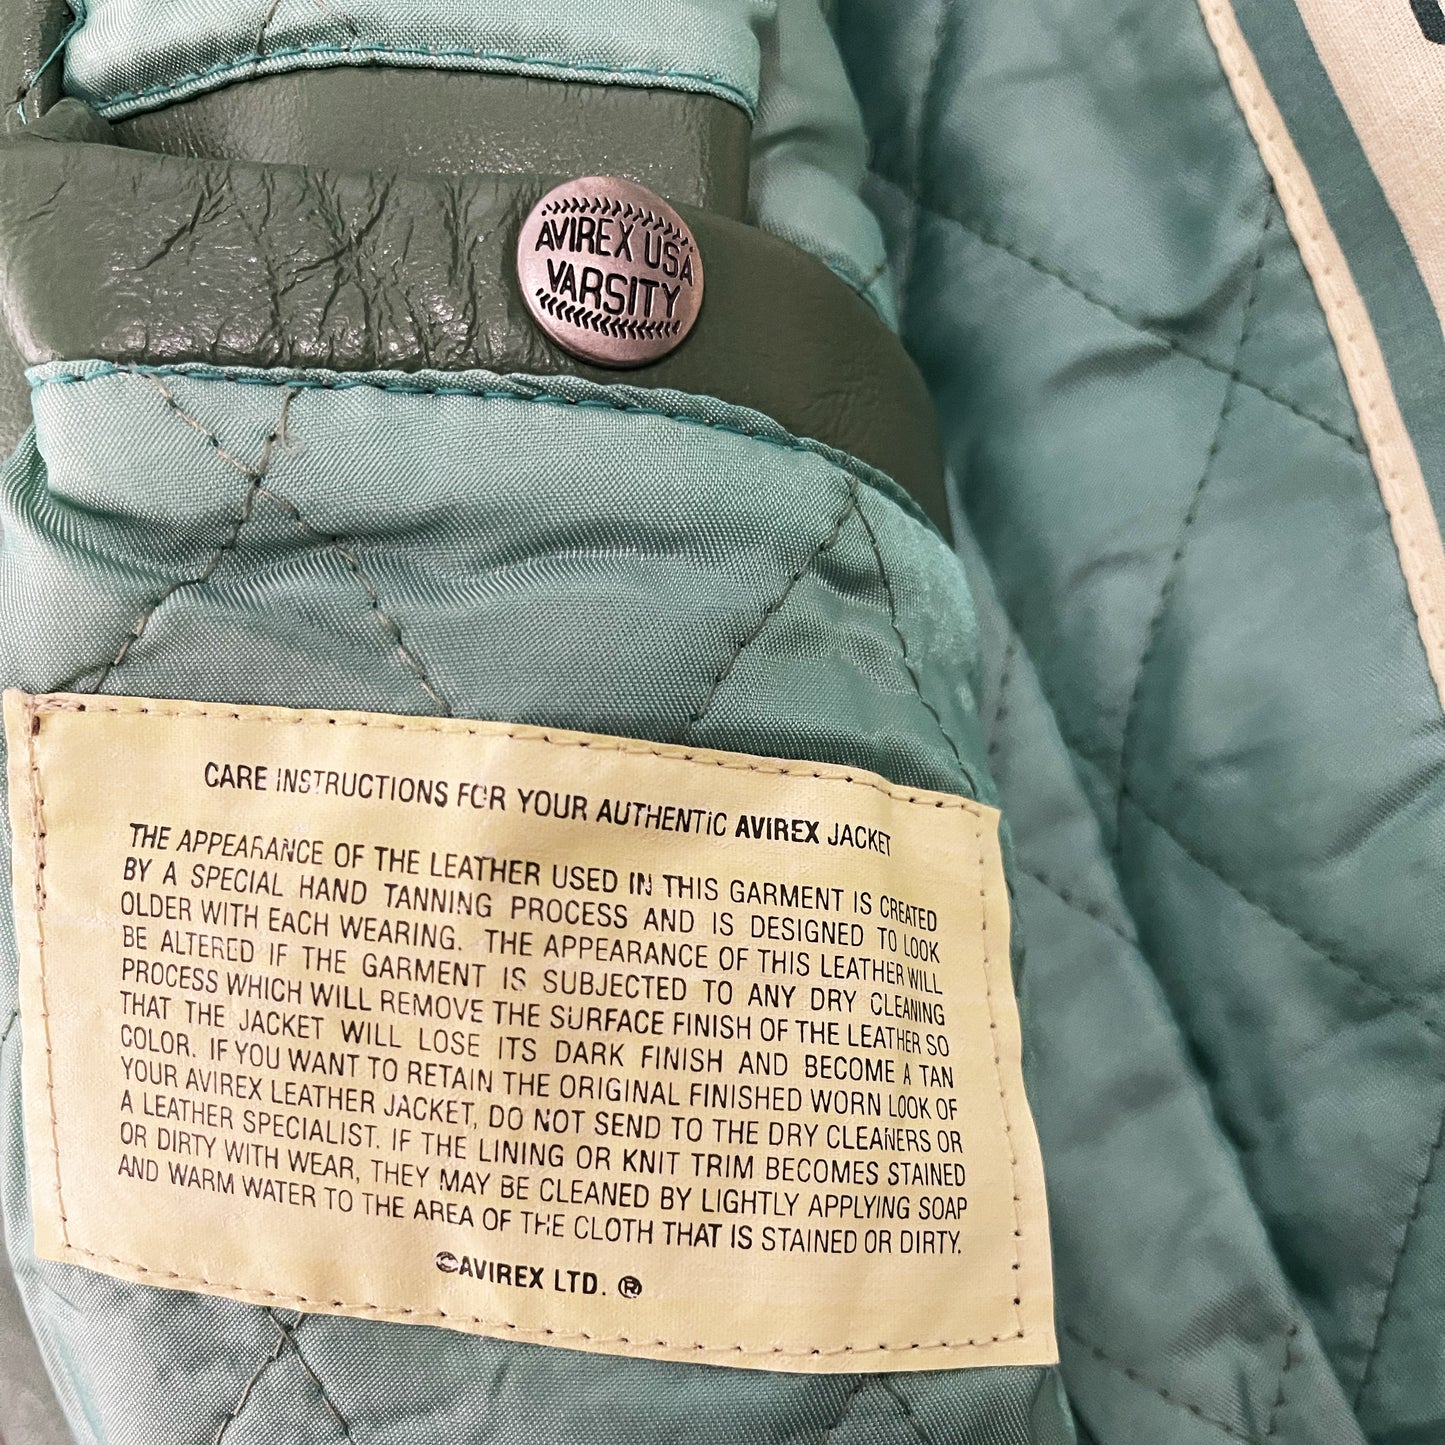 AVIREX USA
VARSITY
CARE INSTRUCTIONS FOR YOUR AUTHENTIC AVIREX JACKET
THE APPEARANCE OF THE LEATHER USED IN THIS GARMENT IS CREATED
BY A SPECIAL HAND TANNING PROCESS AND IS DESIGNED TO LOOK
OLDER WITH EACH WEARING. THE APPEARANCE OF THIS LEATHER WILL
BE ALTERED IF THE GARMENT IS SUBJECTED TO ANY DRY CLEANING
PROCESS WHICH WILL REMOVE THE SURFACE FINISH OF THE LEATHER SO
THAT THE JACKET WILL LOSE ITS DARK FINISH AND BECOME A TAN
COLOR. IF YOU WANT TO RETAIN THE ORIGINAL FINISHED WORN LOOK OF
YOUR AVIREX LEATHER JACKET, DO NOT SEND TO THE DRY CLEANERS OR
A LEATHER SPECIALIST. IF THE LINING OR KNIT TRIM BECOMES STAINED
OR DIRTY WITH WEAR, THEY MAY BE CLEANED BY LIGHTLY APPLYING SOAP
AND WARM WATER TO THE AREA OF THE CLOTH THAT IS STAINED OR DIRTY.
©AVIREX LTD. ®